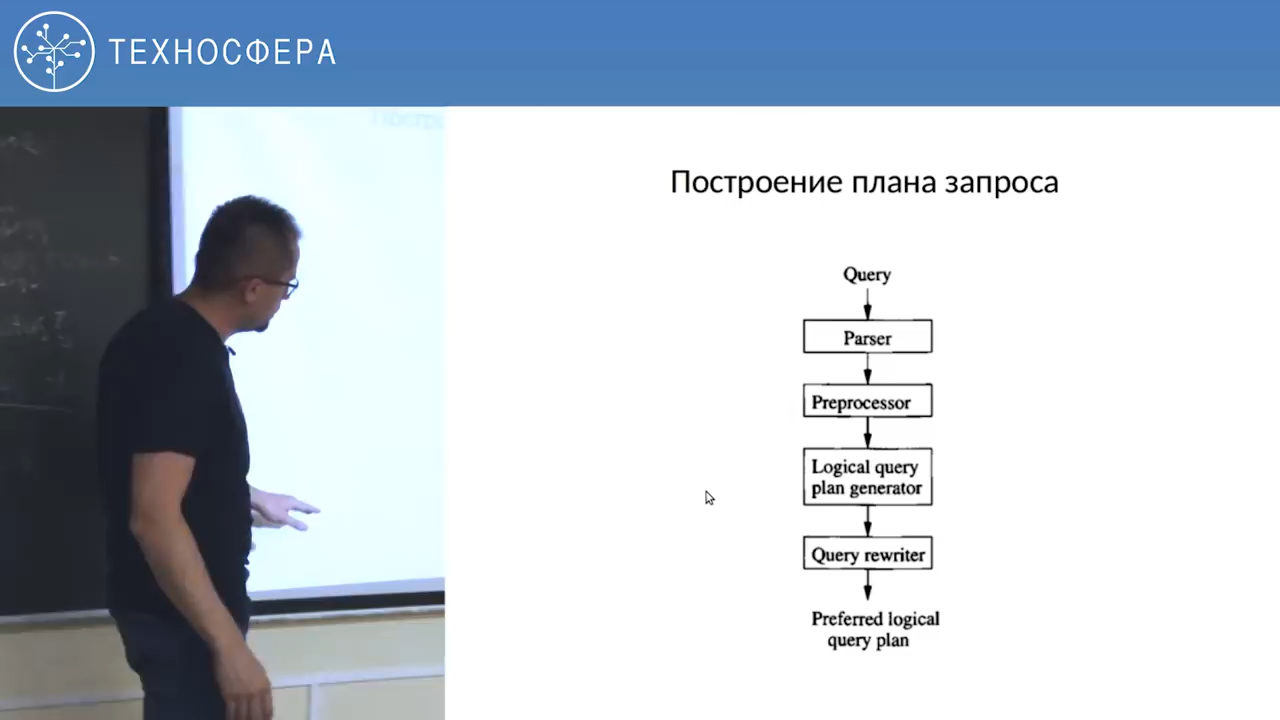 ТЕХНОСФЕРА
Построение плана запроса
Query
Parser
Preprocessor
Logical query
plan generator
Query rewriter
Preferred logical
query plan